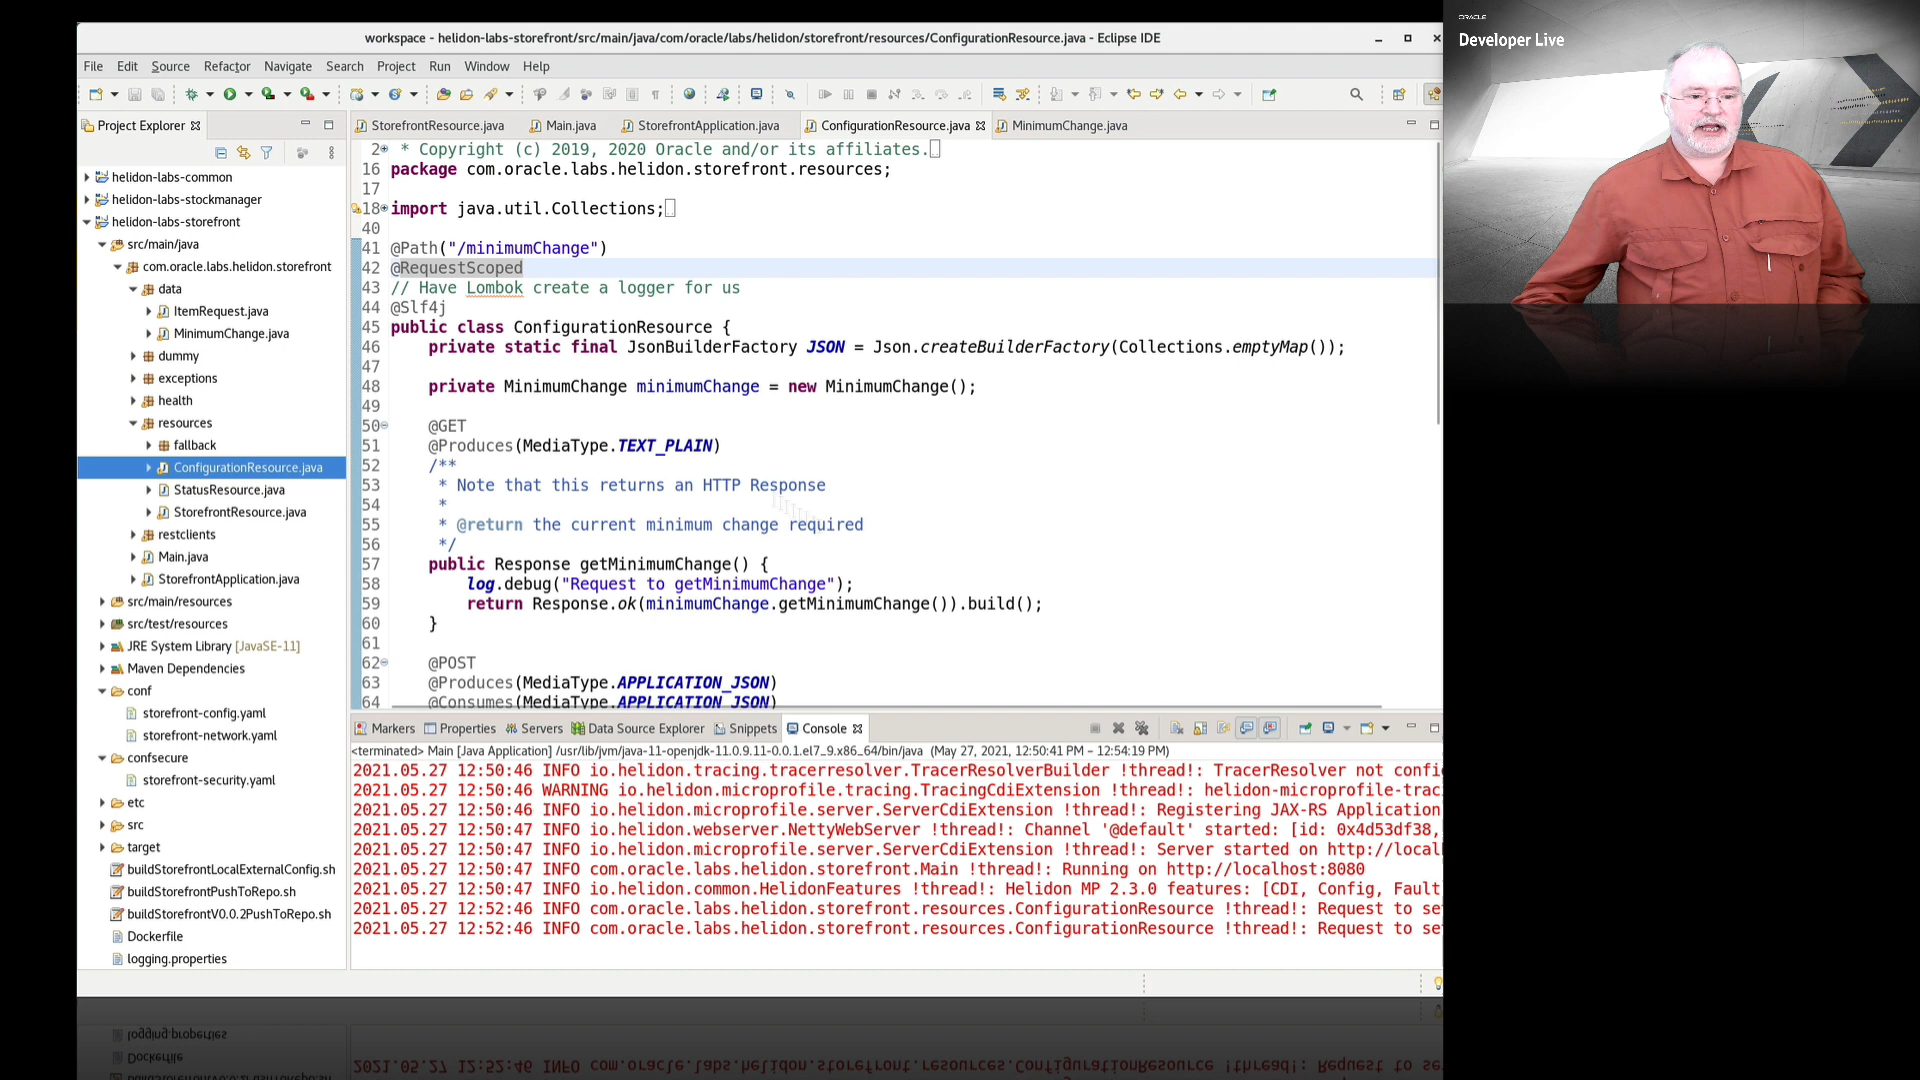 ORACLE
Developer Live
workspace - helidon-labs-storefront/src/main/java/com/oracle/labs/helidon/storefront/resources/ConfigurationResource.java - Eclipse IDE
File Edit Source Refactor Navigate Search Project Run Window Help
Project Explorer
StorefrontResource.java Main.java StorefrontApplication.java ConfigurationResource.java MinimumChange.java
helidon-labs-common
helidon-labs-stockmanager
helidon-labs-storefront
src/main/java
com.oracle.labs.helidon.storefront
data
ItemRequest.java
MinimumChange.java
dummy
exceptions
health
resources
fallback
ConfigurationResource.java
StatusResource.java
StorefrontResource.java
restclients
Main.java
StorefrontApplication.java
src/main/resources
src/test/resources
JRE System Library [JavaSE-11]
Maven Dependencies
conf
storefront-config.yaml
storefront-network.yaml
confsecure
storefront-security.yaml
etc
src
target
buildStorefrontLocalExternalConfig.sh
buildStorefrontPushToRepo.sh
buildStorefrontV0.0.2PushToRepo.sh
Dockerfile
logging.properties
2 * Copyright (c) 2019, 2020 Oracle and/or its affiliates.
16 package com.oracle.labs.helidon.storefront.resources;
17
18 import java.util.Collections;
40
41 @Path("/minimumChange")
42 @RequestScoped
43 // Have Lombok create a logger for us
44 @Slf4j
45 public class ConfigurationResource {
46 private static final JsonBuilderFactory JSON = Json.createBuilderFactory(Collections.emptyMap());
47
48 private MinimumChange minimumChange = new MinimumChange();
49
50 @GET
51 @Produces(MediaType.TEXT_PLAIN)
52 /**
53 * Note that this returns an HTTP Response
54 *
55 * @return the current minimum change required
56 */
57 public Response getMinimumChange() {
58 log.debug("Request to getMinimumChange");
59 return Response.ok(minimumChange.getMinimumChange()).build();
60 }
61
62 @POST
63 @Produces(MediaType.APPLICATION_JSON)
64 @Consumes(MediaType.APPLICATION_JSON)
Markers Properties Servers Data Source Explorer Snippets Console
<terminated> Main [Java Application] /usr/lib/jvm/java-11-openjdk-11.0.9.11-0.0.1.el7_9.x86_64/bin/java (May 27, 2021, 12:50:41 PM – 12:54:19 PM)
2021.05.27 12:50:46 INFO io.helidon.tracing.tracerresolver.TracerResolverBuilder !thread!: TracerResolver not confi
2021.05.27 12:50:46 WARNING io.helidon.microprofile.tracing.TracingCdiExtension !thread!: helidon-microprofile-trac
2021.05.27 12:50:46 INFO io.helidon.microprofile.server.ServerCdiExtension !thread!: Registering JAX-RS Application
2021.05.27 12:50:47 INFO io.helidon.webserver.NettyWebServer !thread!: Channel '@default' started: [id: 0x4d53df38,
2021.05.27 12:50:47 INFO io.helidon.microprofile.server.ServerCdiExtension !thread!: Server started on http://local
2021.05.27 12:50:47 INFO com.oracle.labs.helidon.storefront.Main !thread!: Running on http://localhost:8080
2021.05.27 12:50:47 INFO io.helidon.common.HelidonFeatures !thread!: Helidon MP 2.3.0 features: [CDI, Config, Fault
2021.05.27 12:52:46 INFO com.oracle.labs.helidon.storefront.resources.ConfigurationResource !thread!: Request to se
2021.05.27 12:52:46 INFO com.oracle.labs.helidon.storefront.resources.ConfigurationResource !thread!: Request to se